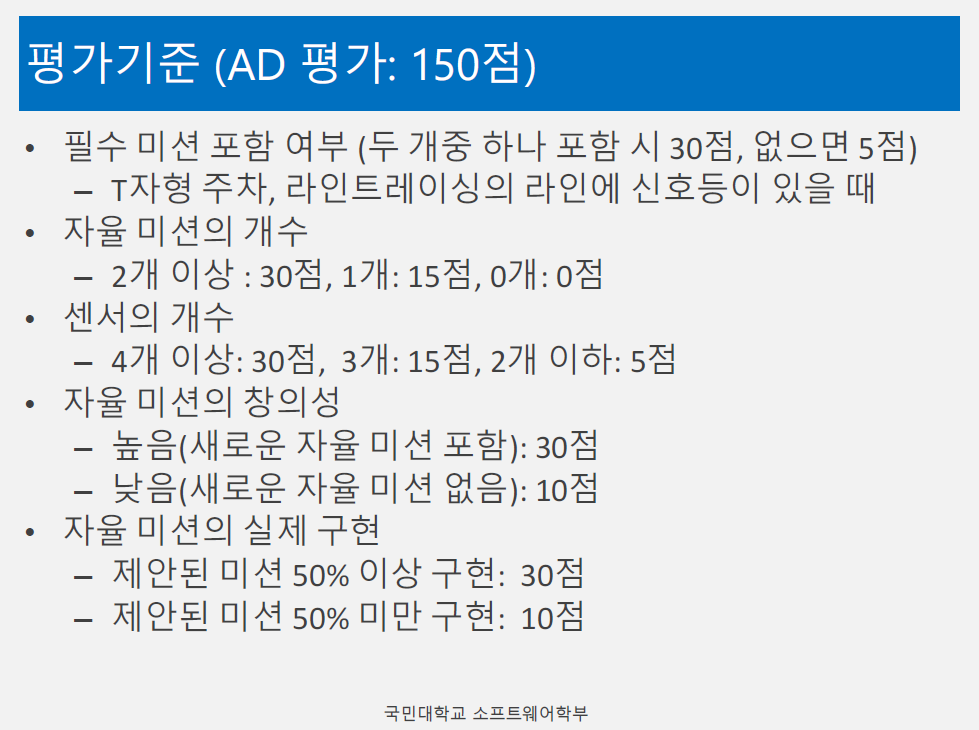 평가기준 (AD 평가: 150점)
• 필수 미션 포함 여부 (두 개중 하나 포함 시 30점, 없으면 5점)
– T자형 주차, 라인트레이싱의 라인에 신호등이 있을 때
• 자율 미션의 개수
– 2개 이상 : 30점, 1개: 15점, 0개: 0점
• 센서의 개수
– 4개 이상: 30점, 3개: 15점, 2개 이하: 5점
• 자율 미션의 창의성
– 높음(새로운 자율 미션 포함): 30점
– 낮음(새로운 자율 미션 없음): 10점
• 자율 미션의 실제 구현
– 제안된 미션 50% 이상 구현: 30점
– 제안된 미션 50% 미만 구현: 10점
국민대학교 소프트웨어학부